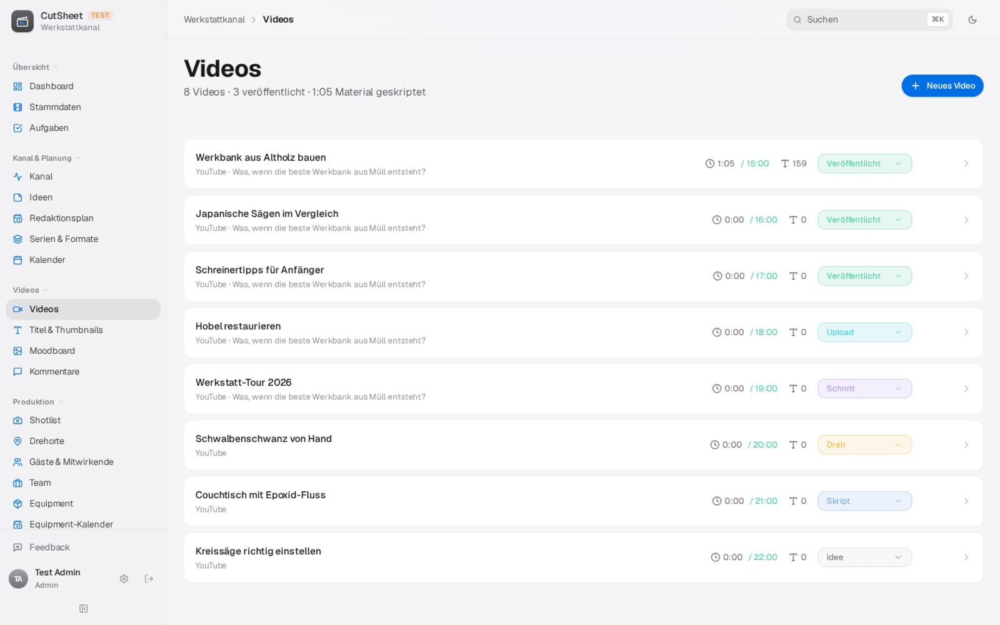 CutSheet TEST
Werkstattkanal
Übersicht
Dashboard
Stammdaten
Aufgaben
Kanal & Planung
Kanal
Ideen
Redaktionsplan
Serien & Formate
Kalender
Videos
Videos
Titel & Thumbnails
Moodboard
Kommentare
Produktion
Shotlist
Drehorte
Gäste & Mitwirkende
Team
Equipment
Equipment-Kalender
Feedback
TA
Test Admin
Admin
Werkstattkanal > Videos
Suchen ⌘K
Videos
8 Videos · 3 veröffentlicht · 1:05 Material geskriptet
Neues Video
Werkbank aus Altholz bauen
YouTube · Was, wenn die beste Werkbank aus Müll entsteht?
1:05 / 15:00 159 Veröffentlicht
Japanische Sägen im Vergleich
YouTube · Was, wenn die beste Werkbank aus Müll entsteht?
0:00 / 16:00 0 Veröffentlicht
Schreinertipps für Anfänger
YouTube · Was, wenn die beste Werkbank aus Müll entsteht?
0:00 / 17:00 0 Veröffentlicht
Hobel restaurieren
YouTube · Was, wenn die beste Werkbank aus Müll entsteht?
0:00 / 18:00 0 Upload
Werkstatt-Tour 2026
YouTube · Was, wenn die beste Werkbank aus Müll entsteht?
0:00 / 19:00 0 Schnitt
Schwalbenschwanz von Hand
YouTube
0:00 / 20:00 0 Dreh
Couchtisch mit Epoxid-Fluss
YouTube
0:00 / 21:00 0 Skript
Kreissäge richtig einstellen
YouTube
0:00 / 22:00 0 Idee